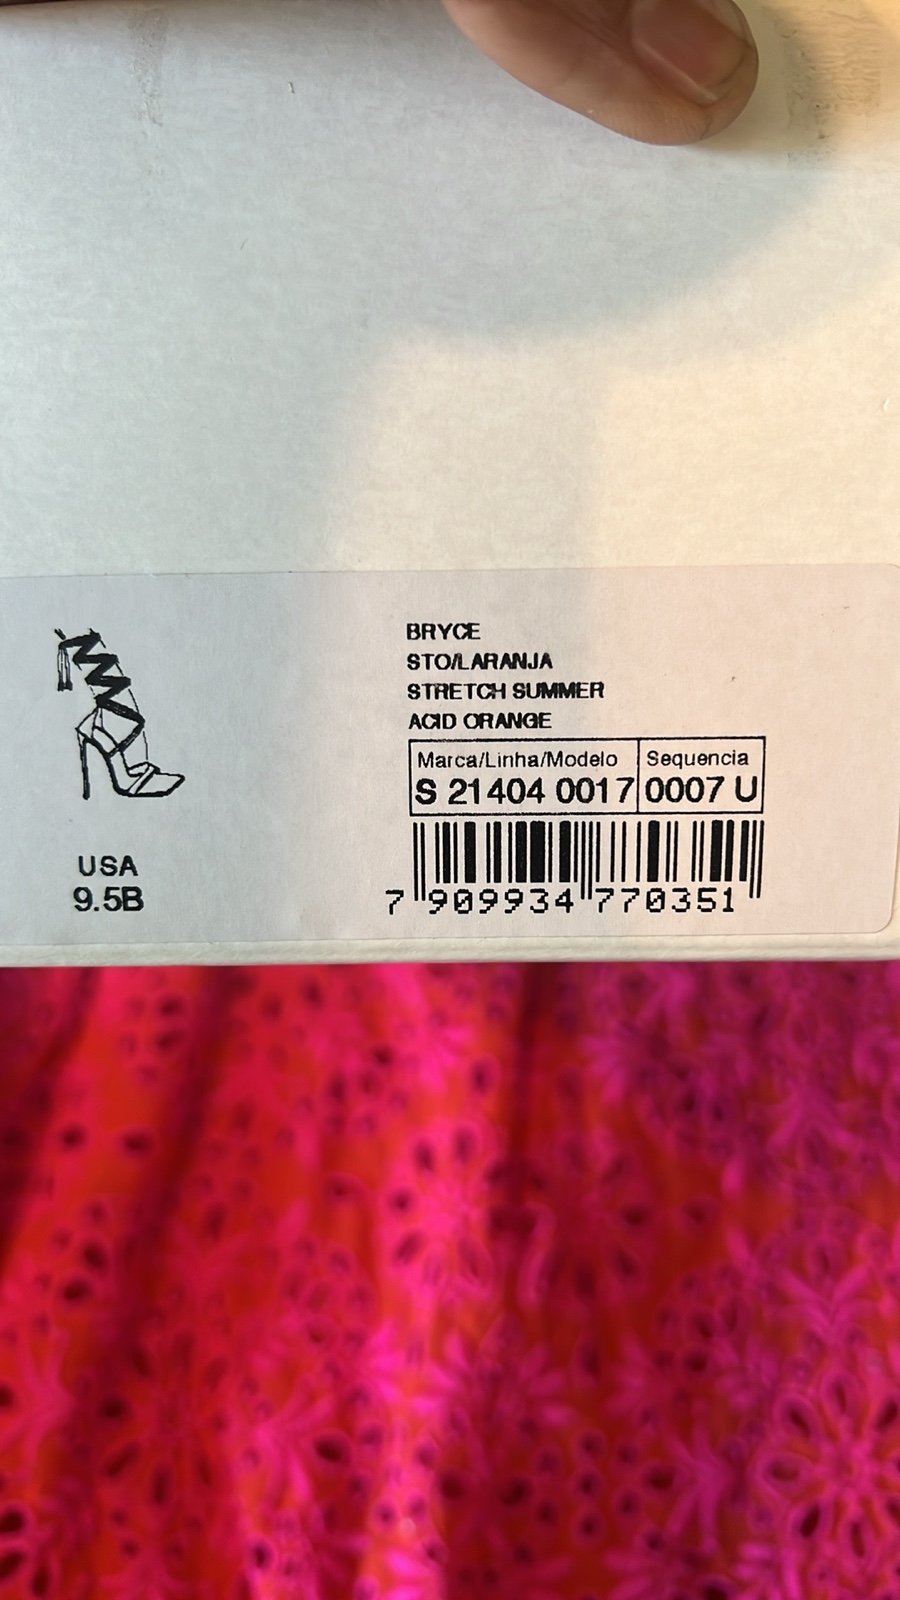 BRYCE
STO/LARANJA
STRETCH SUMMER
ACID ORANGE
Marca/Linha/Modelo Sequencia
S 21404 0017 0007 U
7 909934 770351
USA
9.5B